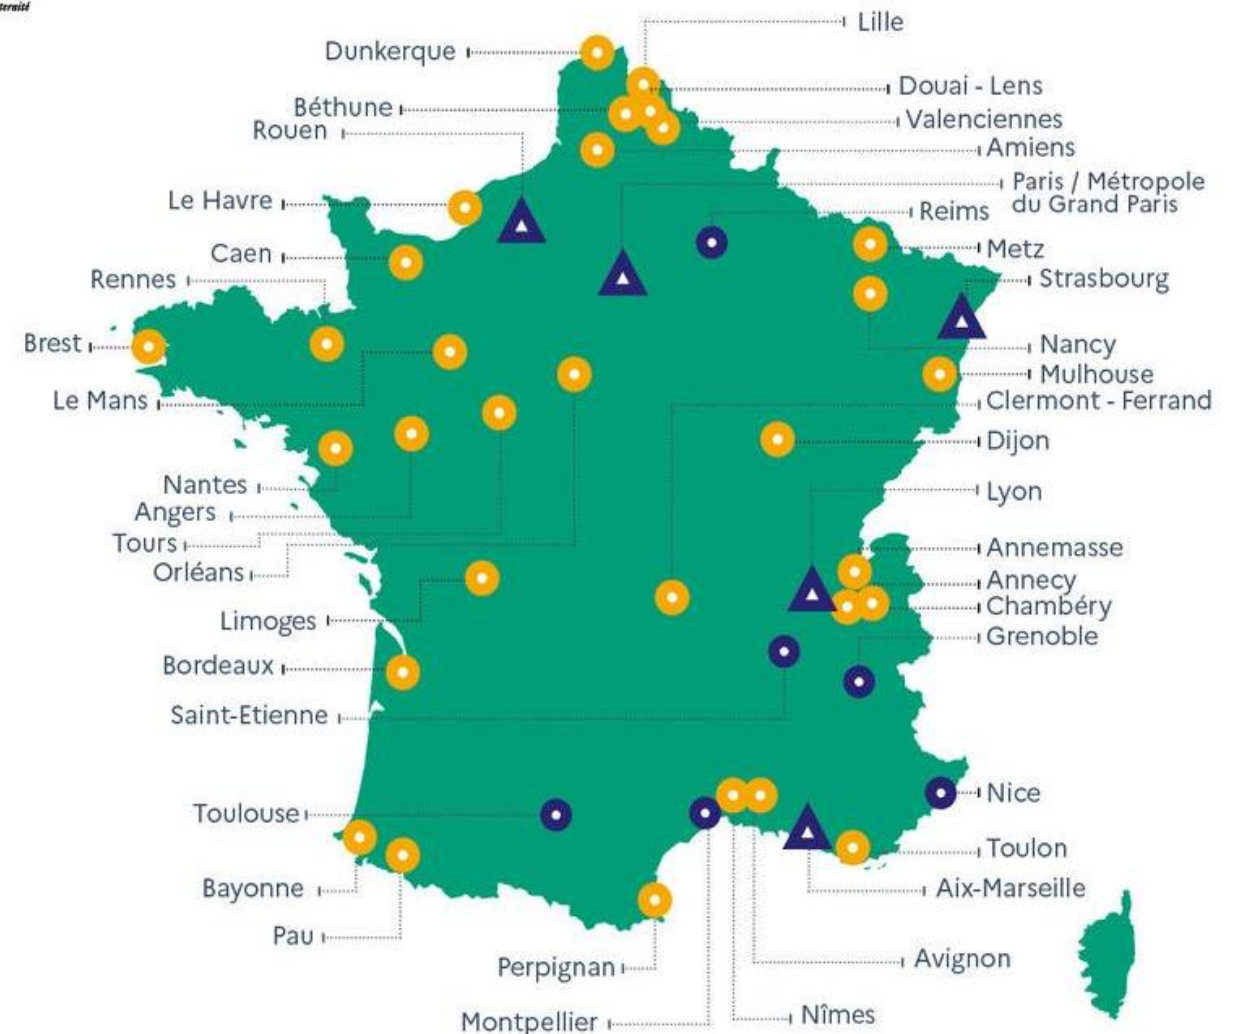 Lille
Dunkerque
Douai - Lens
Béthune
Valenciennes
Rouen
Amiens
Paris / Métropole
du Grand Paris
Le Havre
Reims
Metz
Caen
Strasbourg
Rennes
Brest
Nancy
Mulhouse
Le Mans
Clermont - Ferrand
Dijon
Nantes
Lyon
Angers
Tours
Annemasse
Orléans
Annecy
Chambéry
Limoges
Grenoble
Bordeaux
Saint-Etienne
Nice
Toulouse
Toulon
Bayonne
Aix-Marseille
Pau
Avignon
Perpignan
Nîmes
Montpellier